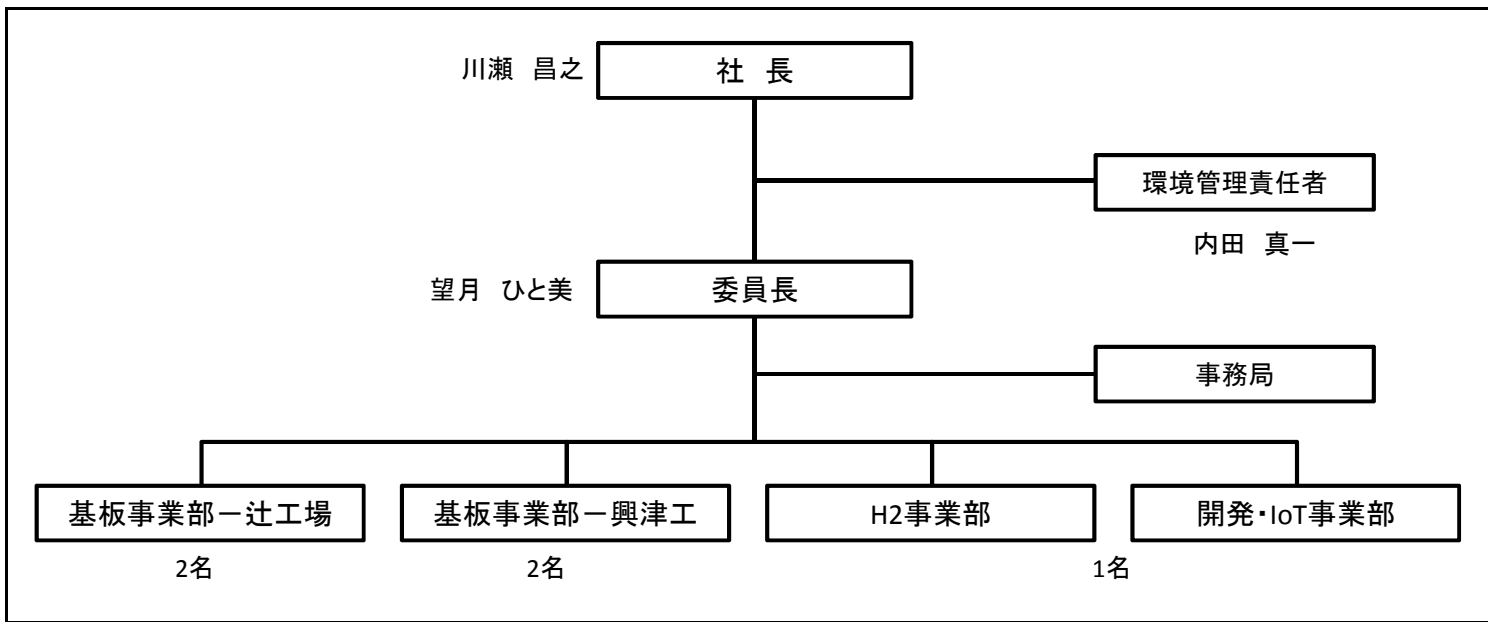 川瀬　昌之
社　長
環境管理責任者
内田　真一
望月　ひと美
委員長
事務局
基板事業部－辻工場
基板事業部－興津工
H2事業部
開発・IoT事業部
2名
2名
1名